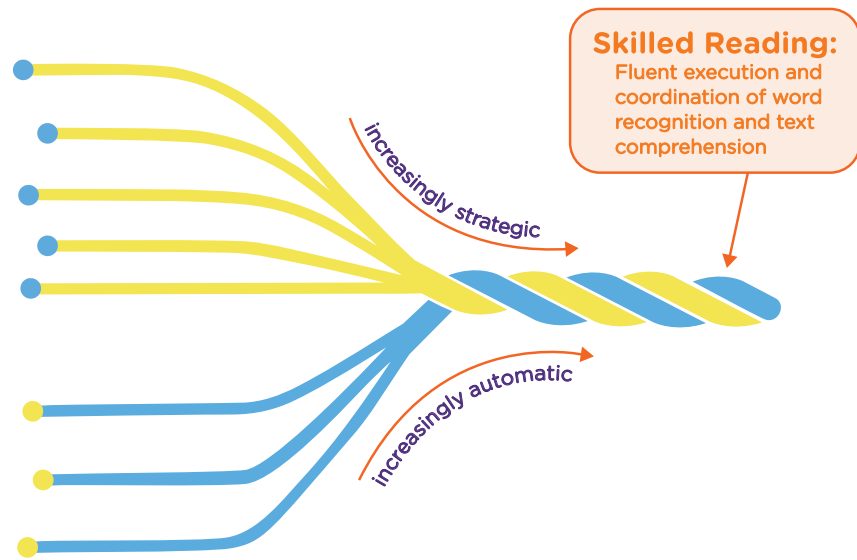 Skilled Reading:
Fluent execution and
coordination of word
recognition and text
comprehension
increasingly strategic
increasingly automatic